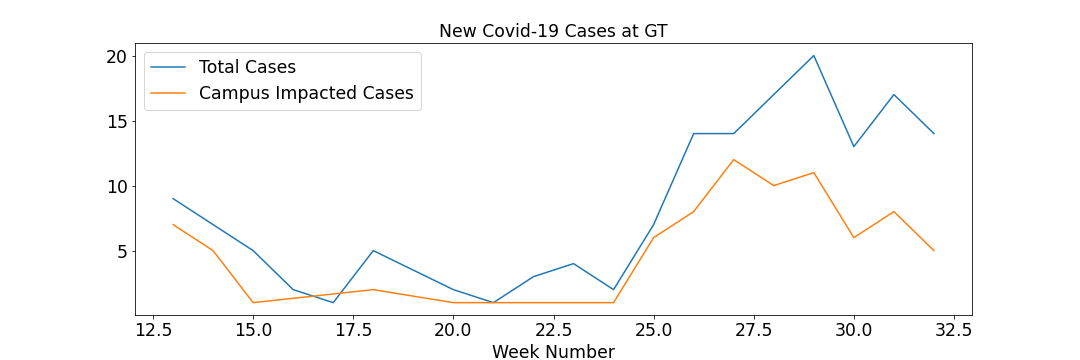 New Covid-19 Cases at GT
20
15
10
5
Total Cases
Campus Impacted Cases
12.5 15.0 17.5 20.0 22.5 25.0 27.5 30.0 32.5
Week Number